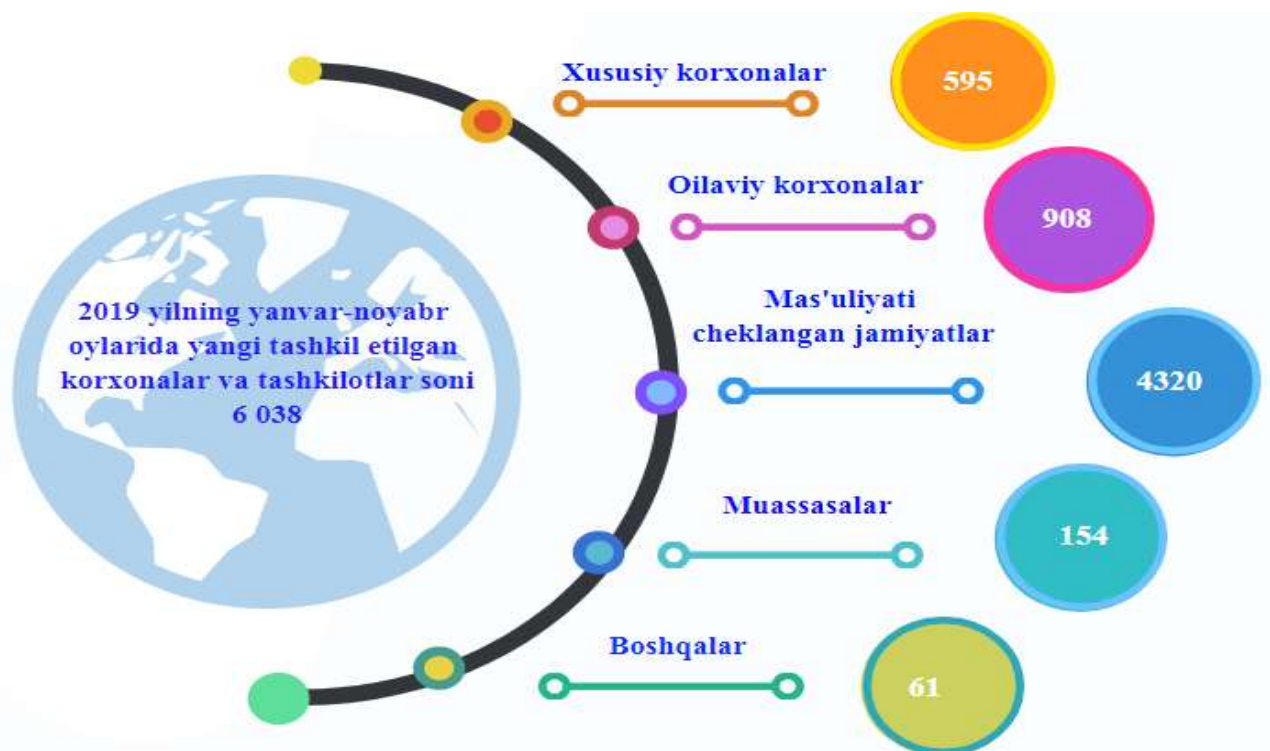 2019 yilning yanvar-noyabr
oylarida yangi tashkil etilgan
korxonalar va tashkilotlar soni
6 038
Xususiy korxonalar
595
Oilaviy korxonalar
908
Mas'uliyati
cheklangan jamiyatlar
4320
Muassasalar
154
Boshqalar
61